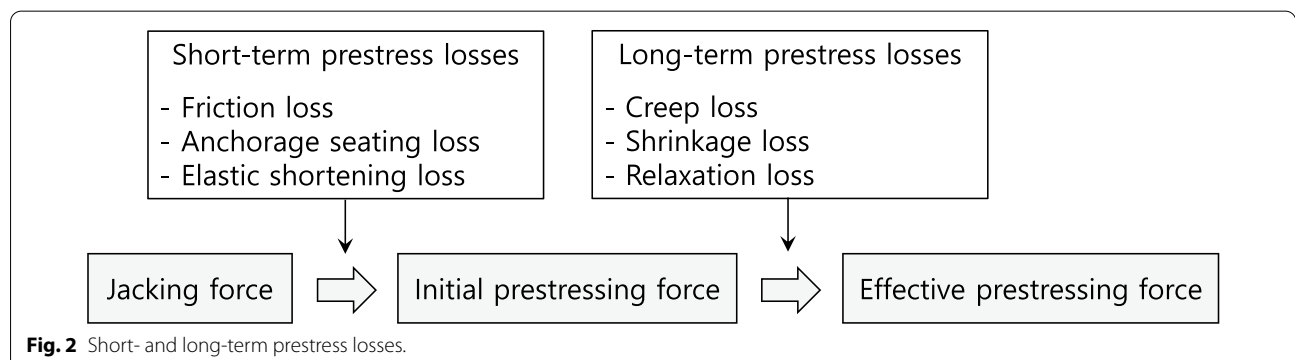 Short-term prestress losses
- Friction loss
- Anchorage seating loss
- Elastic shortening loss
Long-term prestress losses
- Creep loss
- Shrinkage loss
- Relaxation loss
Jacking force
Initial prestressing force
Effective prestressing force
Fig. 2 Short- and long-term prestress losses.